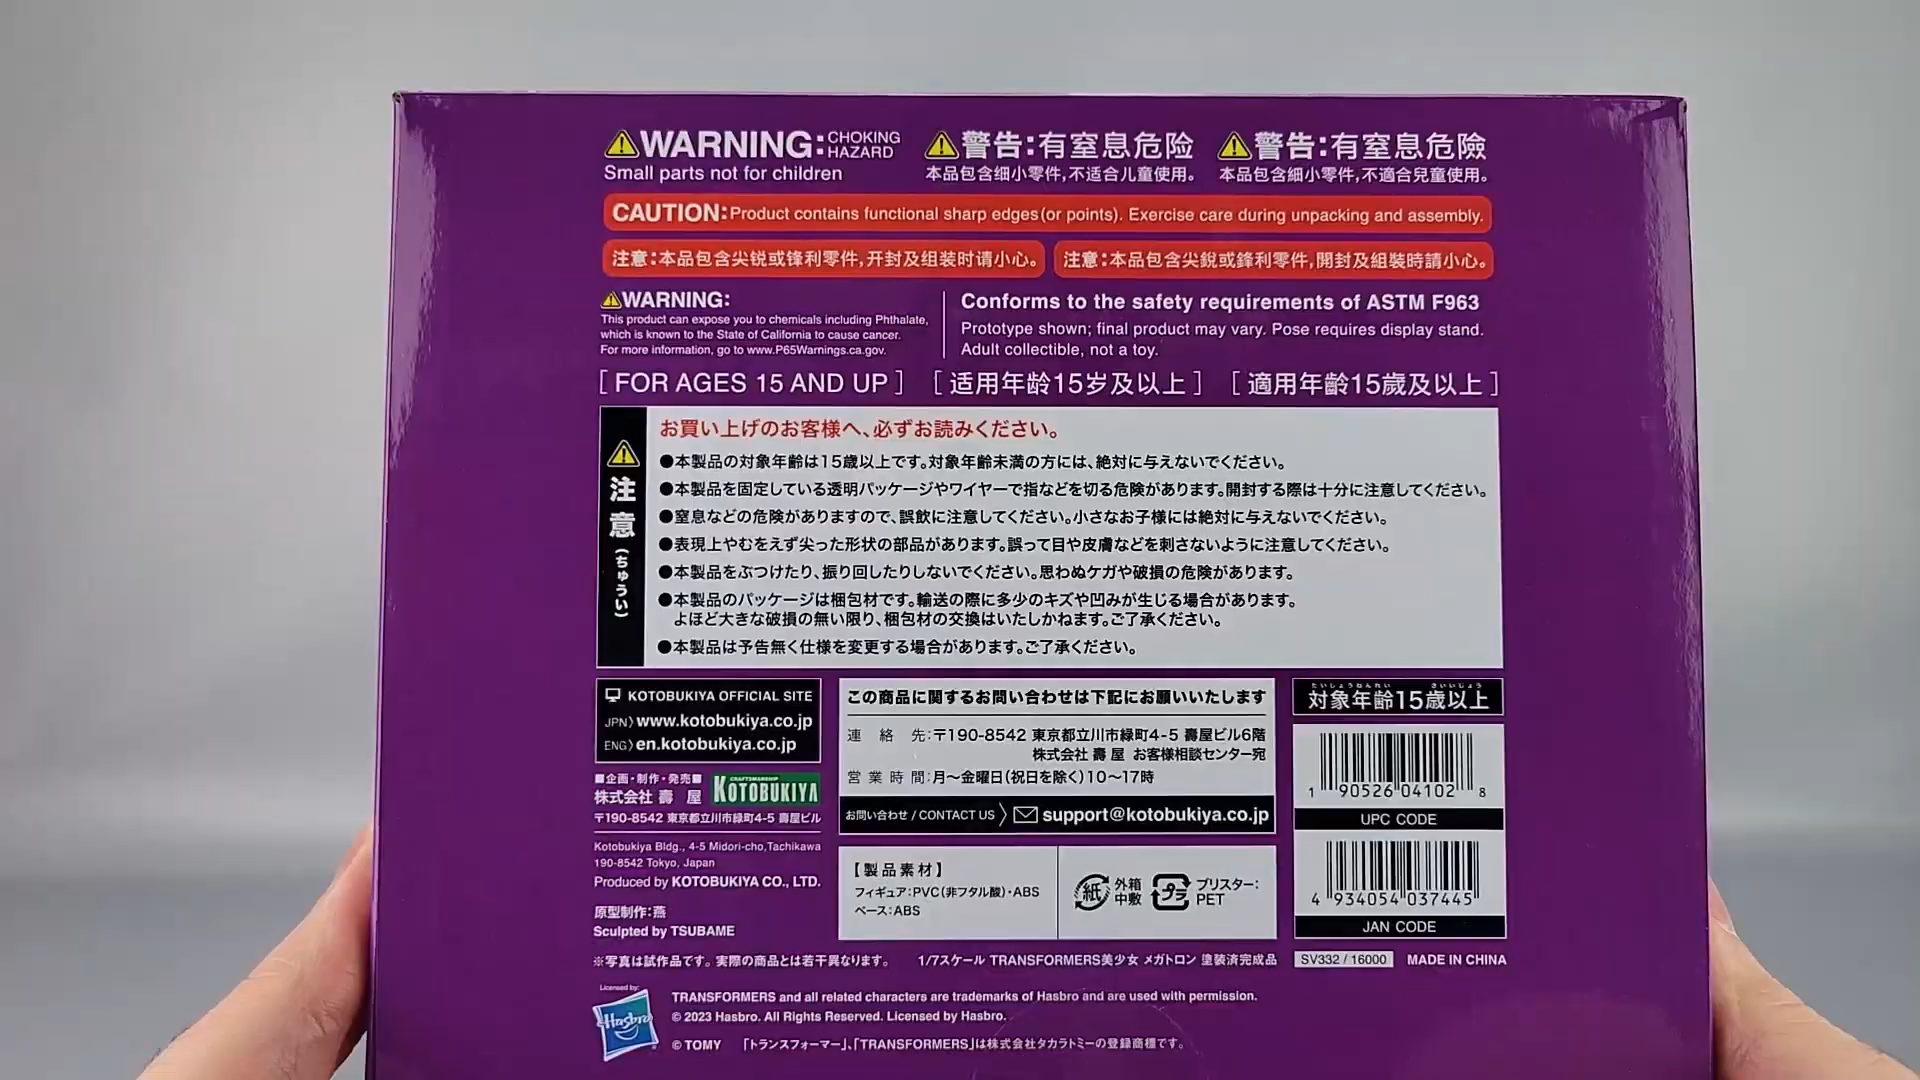 ⚠WARNING: CHOKING HAZARD
Small parts not for children
⚠警告:有窒息危险
本品包含细小零件,不适合儿童使用。
⚠警告:有窒息危險
本品包含細小零件,不適合兒童使用。
CAUTION:Product contains functional sharp edges(or points). Exercise care during unpacking and assembly.
注意:本品包含尖锐或锋利零件,开封及组装时请小心。
注意:本品包含尖銳或鋒利零件,開封及組裝時請小心。
⚠WARNING:
This product can expose you to chemicals including Phthalate,
which is known to the State of California to cause cancer.
For more information, go to www.P65Warnings.ca.gov.
Conforms to the safety requirements of ASTM F963
Prototype shown; final product may vary. Pose requires display stand.
Adult collectible, not a toy.
[ FOR AGES 15 AND UP ]
[ 适用年龄15岁及以上 ]
[ 適用年齡15歲及以上 ]
⚠注意(ちゅうい)
お買い上げのお客様へ、必ずお読みください。
●本製品の対象年齢は15歳以上です。対象年齢未満の方には、絶対に与えないでください。
●本製品を固定している透明パッケージやワイヤーで指などを切る危険があります。開封する際は十分に注意してください。
●窒息などの危険がありますので、誤飲に注意してください。小さなお子様には絶対に与えないでください。
●表現上やむをえず尖った形状の部品があります。誤って目や皮膚などを刺さないように注意してください。
●本製品をぶつけたり、振り回したりしないでください。思わぬケガや破損の危険があります。
●本製品のパッケージは梱包材です。輸送の際に多少のキズや凹みが生じる場合があります。
よほど大きな破損の無い限り、梱包材の交換はいたしかねます。ご了承ください。
●本製品は予告無く仕様を変更する場合があります。ご了承ください。
KOTOBUKIYA OFFICIAL SITE
JPN〉www.kotobukiya.co.jp
ENG〉en.kotobukiya.co.jp
■企画・制作・発売■
株式会社 壽 屋
CRAFTSMANSHIP
KOTOBUKIYA
〒190-8542 東京都立川市緑町4-5 壽屋ビル
Kotobukiya Bldg., 4-5 Midori-cho,Tachikawa
190-8542 Tokyo, Japan
Produced by KOTOBUKIYA CO., LTD.
原型制作:燕
Sculpted by TSUBAME
この商品に関するお問い合わせは下記にお願いいたします
連絡先:〒190-8542 東京都立川市緑町4-5 壽屋ビル6階
株式会社 壽 屋 お客様相談センター宛
営業時間:月～金曜日(祝日を除く)10～17時
お問い合わせ / CONTACT US 〉 support@kotobukiya.co.jp
【製品素材】
フィギュア:PVC(非フタル酸)・ABS
ベース:ABS
紙 外箱
中敷
プラ ブリスター:
PET
たいしょうねんれい さいいじょう
対象年齢15歳以上
1 90526 04102 8
UPC CODE
4 934054 037445
JAN CODE
※写真は試作品です。実際の商品とは若干異なります。
1/7スケール TRANSFORMERS美少女 メガトロン 塗装済完成品
SV332 / 16000
MADE IN CHINA
Licensed by:
Hasbro
TRANSFORMERS and all related characters are trademarks of Hasbro and are used with permission.
© 2023 Hasbro. All Rights Reserved. Licensed by Hasbro.
© TOMY 「トランスフォーマー」、「TRANSFORMERS」は株式会社タカラトミーの登録商標です。